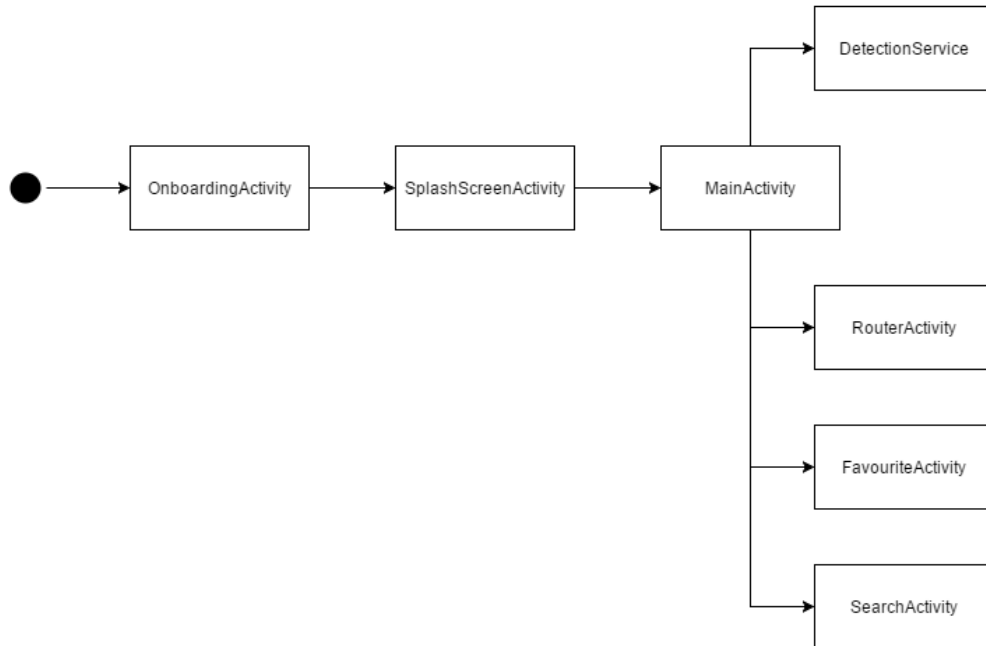 DetectionService
OnboardingActivity
SplashScreenActivity
MainActivity
RouterActivity
FavouriteActivity
SearchActivity